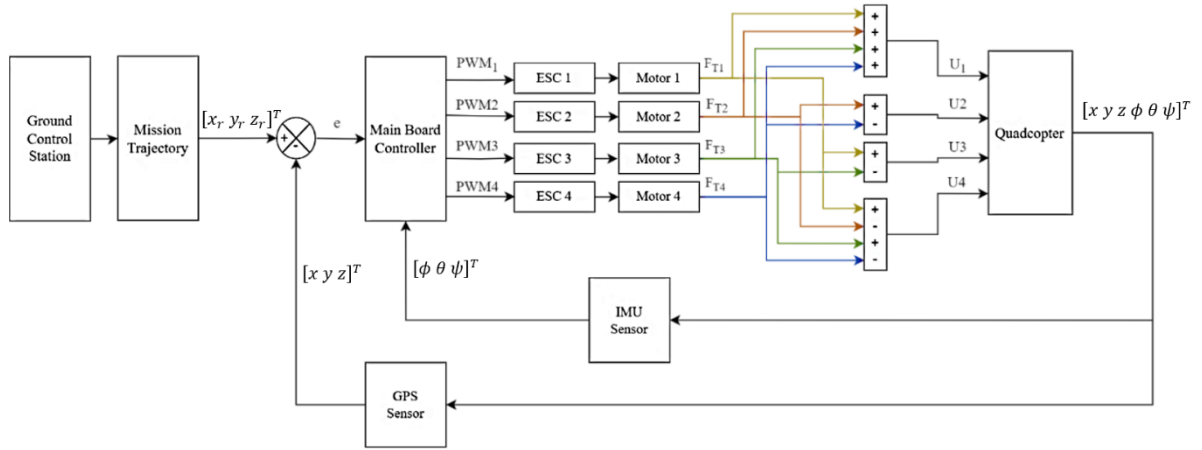 Ground
Control
Station
Mission
Trajectory
[x_r y_r z_r]^T
+
-
e
Main Board
Controller
PWM_1
PWM2
PWM3
PWM4
ESC 1
ESC 2
ESC 3
ESC 4
Motor 1
Motor 2
Motor 3
Motor 4
F_T1
F_T2
F_T3
F_T4
+
+
+
+
+
-
+
-
+
-
+
-
U_1
U2
U3
U4
Quadcopter
[x y z ϕ θ ψ]^T
[x y z]^T
[ϕ θ ψ]^T
IMU
Sensor
GPS
Sensor